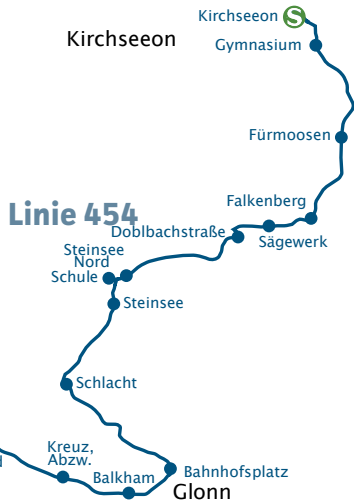 Kirchseeon
S
Kirchseeon
Gymnasium
Fürmoosen
Falkenberg
Linie 454
Doblbachstraße
Sägewerk
Steinsee
Nord
Schule
Steinsee
Schlacht
Kreuz,
Abzw.
Balkham
Bahnhofsplatz
Glonn